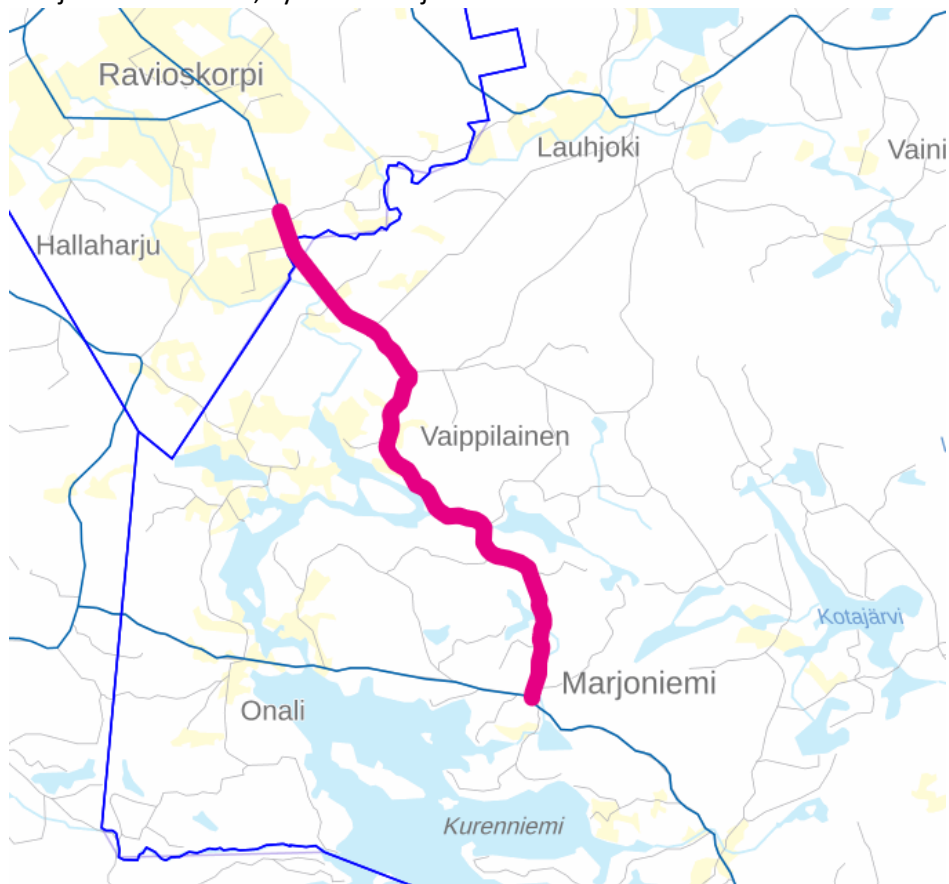 Ravioskorpi
Lauhjoki
Vaini
Hallaharju
Vaippilainen
Kotajärvi
Marjoniemi
Onali
Kurenniemi